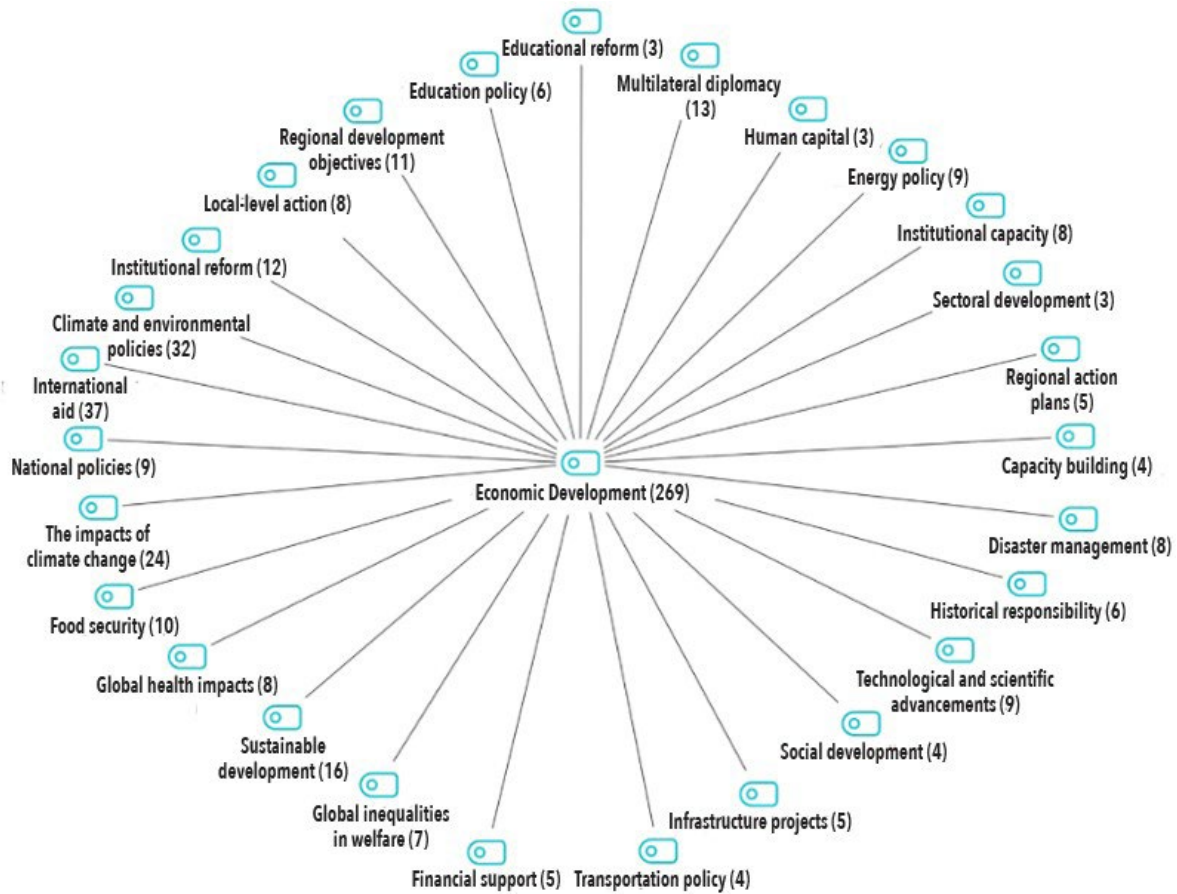 Educational reform (3)
Education policy (6)
Multilateral diplomacy
(13)
Regional development
objectives (11)
Human capital (3)
Energy policy (9)
Local-level action (8)
Institutional capacity (8)
Institutional reform (12)
Sectoral development (3)
Climate and environmental
policies (32)
International
aid (37)
Regional action
plans (5)
National policies (9)
Capacity building (4)
Economic Development (269)
The impacts of
climate change (24)
Disaster management (8)
Food security (10)
Historical responsibility (6)
Global health impacts (8)
Technological and scientific
advancements (9)
Sustainable
development (16)
Social development (4)
Global inequalities
in welfare (7)
Infrastructure projects (5)
Financial support (5)
Transportation policy (4)